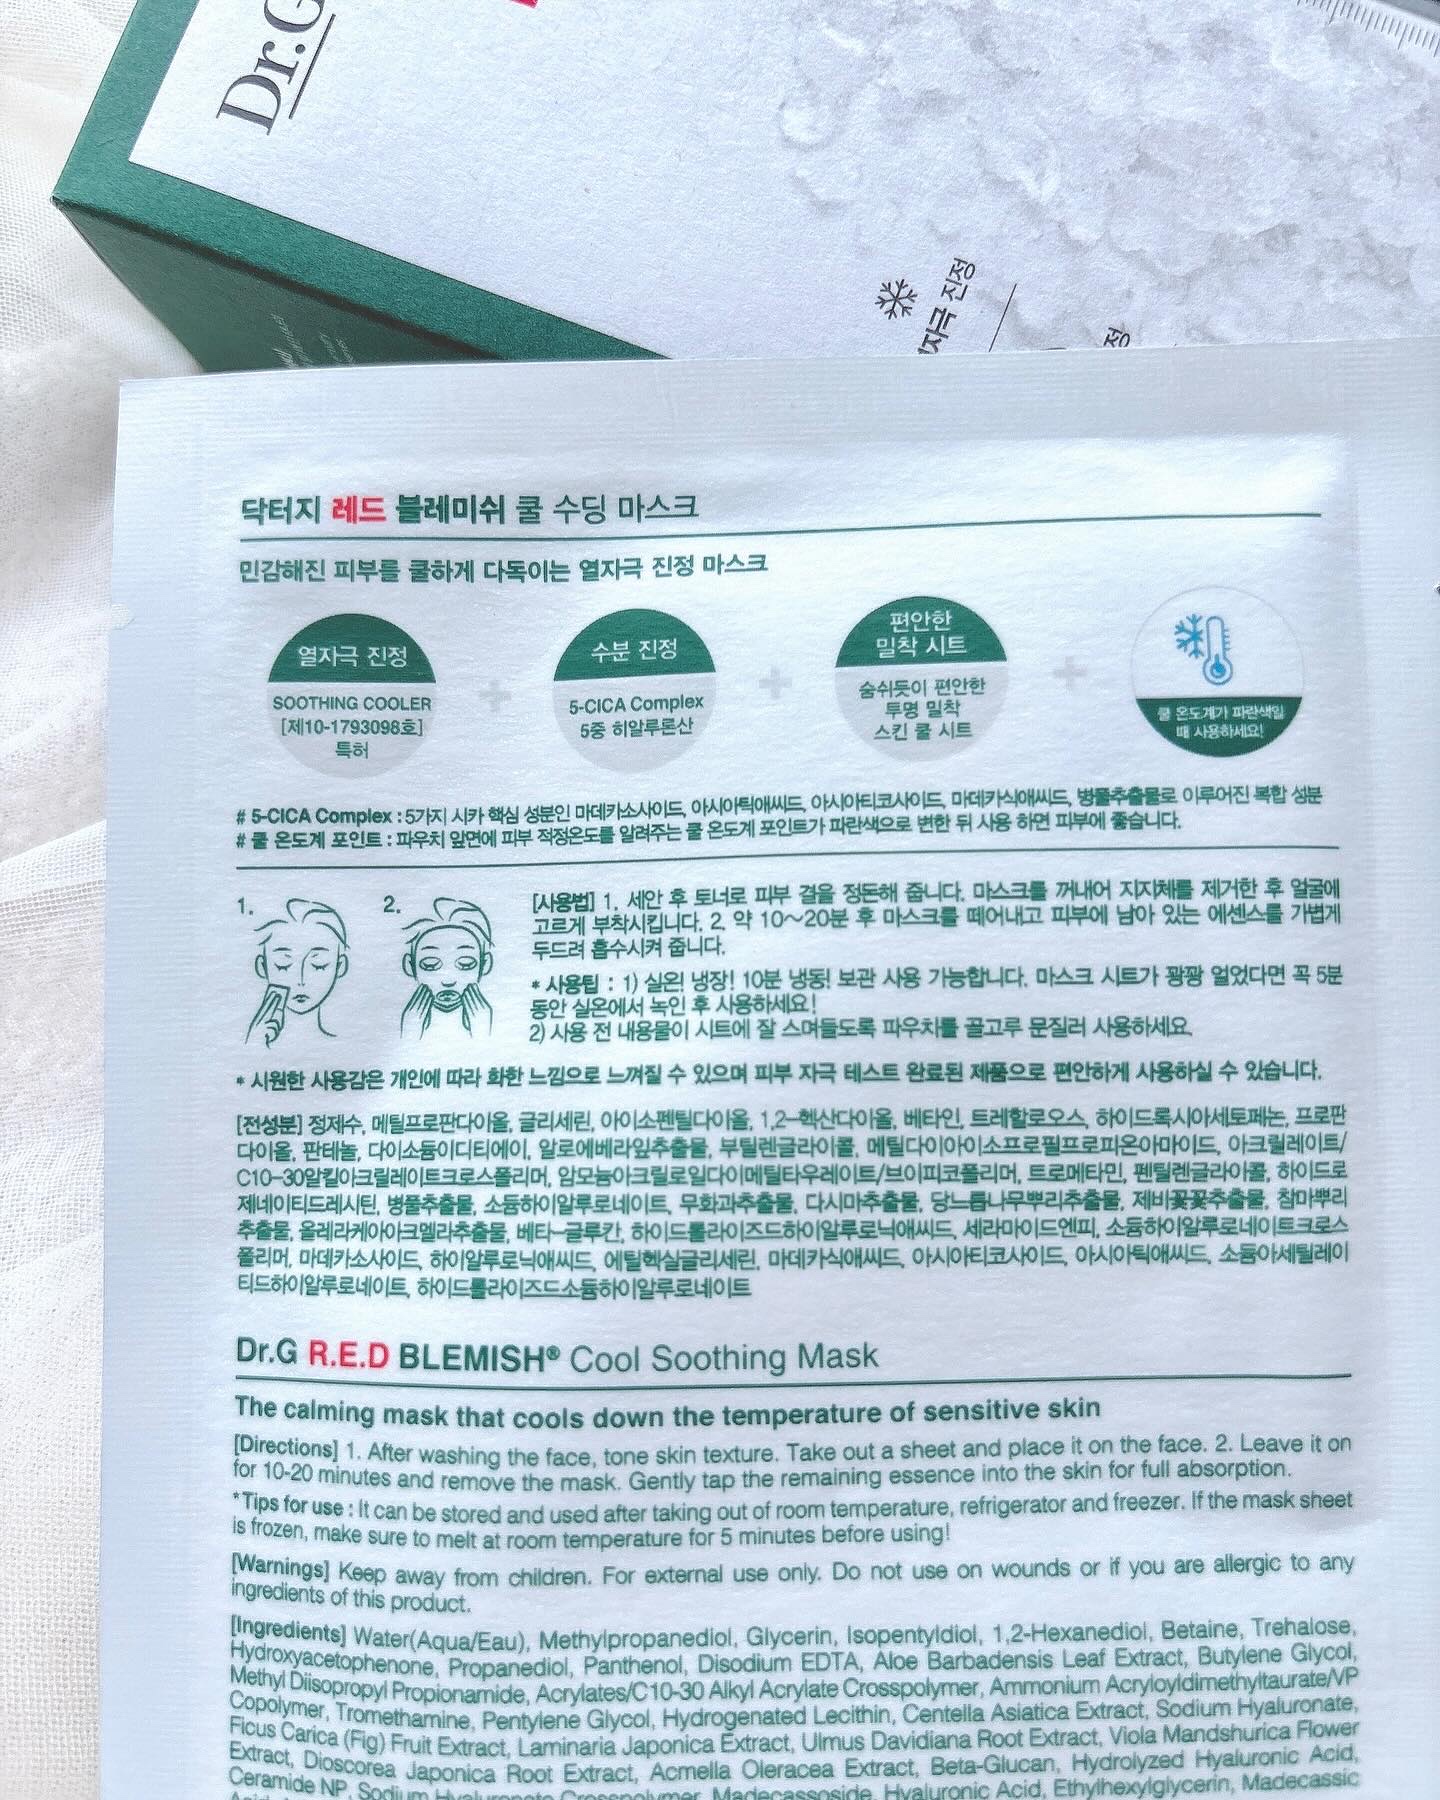 Dr.G
진정
닥터지 레드 블레미쉬 쿨 수딩 마스크
민감해진 피부를 쿨하게 다독이는 열자극 진정 마스크
열자극 진정
SOOTHING COOLER
[제10-1793098호]
특허
수분 진정
5-CICA Complex
5중 히알루론산
편안한
밀착 시트
숨쉬듯이 편안한
투명 밀착
스킨 쿨 시트
쿨 온도계가 파란색일
때 사용하세요!
# 5-CICA Complex : 5가지 시카 핵심 성분인 마데카소사이드, 아시아틱애씨드, 아시아티코사이드, 마데카식애씨드, 병풀추출물로 이루어진 복합 성분
# 쿨 온도계 포인트 : 파우치 앞면에 피부 적정온도를 알려주는 쿨 온도계 포인트가 파란색으로 변한 뒤 사용 하면 피부에 좋습니다.
1.
2.
[사용법] 1. 세안 후 토너로 피부 결을 정돈해 줍니다. 마스크를 꺼내어 지지체를 제거한 후 얼굴에
고르게 부착시킵니다. 2. 약 10~20분 후 마스크를 떼어내고 피부에 남아 있는 에센스를 가볍게
두드려 흡수시켜 줍니다.
* 사용팁 : 1) 실온! 냉장! 10분 냉동! 보관 사용 가능합니다. 마스크 시트가 꽝꽝 얼었다면 꼭 5분
동안 실온에서 녹인 후 사용하세요!
2) 사용 전 내용물이 시트에 잘 스며들도록 파우치를 골고루 문질러 사용하세요.
* 시원한 사용감은 개인에 따라 화한 느낌으로 느껴질 수 있으며 피부 자극 테스트 완료된 제품으로 편안하게 사용하실 수 있습니다.
[전성분] 정제수, 메틸프로판다이올, 글리세린, 아이소펜틸다이올, 1,2-헥산다이올, 베타인, 트레할로오스, 하이드록시아세토페논, 프로판
다이올, 판테놀, 다이소듐이디티에이, 알로에베라잎추출물, 부틸렌글라이콜, 메틸다이아이소프로필프로피온아마이드, 아크릴레이트/
C10-30알킬아크릴레이트크로스폴리머, 암모늄아크릴로일다이메틸타우레이트/브이피코폴리머, 트로메타민, 펜틸렌글라이콜, 하이드로
제네이티드레시틴, 병풀추출물, 소듐하이알루로네이트, 무화과추출물, 다시마추출물, 당느릅나무뿌리추출물, 제비꽃꽃추출물, 참마뿌리
추출물, 올레라케아아크멜라추출물, 베타-글루칸, 하이드롤라이즈드하이알루로닉애씨드, 세라마이드엔피, 소듐하이알루로네이트크로스
폴리머, 마데카소사이드, 하이알루로닉애씨드, 에틸헥실글리세린, 마데카식애씨드, 아시아티코사이드, 아시아틱애씨드, 소듐아세틸레이
티드하이알루로네이트, 하이드롤라이즈드소듐하이알루로네이트
Dr.G R.E.D BLEMISH® Cool Soothing Mask
The calming mask that cools down the temperature of sensitive skin
[Directions] 1. After washing the face, tone skin texture. Take out a sheet and place it on the face. 2. Leave it on
for 10-20 minutes and remove the mask. Gently tap the remaining essence into the skin for full absorption.
*Tips for use : It can be stored and used after taking out of room temperature, refrigerator and freezer. If the mask sheet
is frozen, make sure to melt at room temperature for 5 minutes before using!
[Warnings] Keep away from children. For external use only. Do not use on wounds or if you are allergic to any
ingredients of this product.
[Ingredients] Water(Aqua/Eau), Methylpropanediol, Glycerin, Isopentyldiol, 1,2-Hexanediol, Betaine, Trehalose,
Hydroxyacetophenone, Propanediol, Panthenol, Disodium EDTA, Aloe Barbadensis Leaf Extract, Butylene Glycol,
Methyl Diisopropyl Propionamide, Acrylates/C10-30 Alkyl Acrylate Crosspolymer, Ammonium Acryloyldimethyltaurate/VP
Copolymer, Tromethamine, Pentylene Glycol, Hydrogenated Lecithin, Centella Asiatica Extract, Sodium Hyaluronate,
Ficus Carica (Fig) Fruit Extract, Laminaria Japonica Extract, Ulmus Davidiana Root Extract, Viola Mandshurica Flower
Extract, Dioscorea Japonica Root Extract, Acmella Oleracea Extract, Beta-Glucan, Hydrolyzed Hyaluronic Acid,
Ceramide NP, Sodium Hyaluronate Crosspolymer, Madecassoside, Hyaluronic Acid, Ethylhexylglycerin, Madecassic